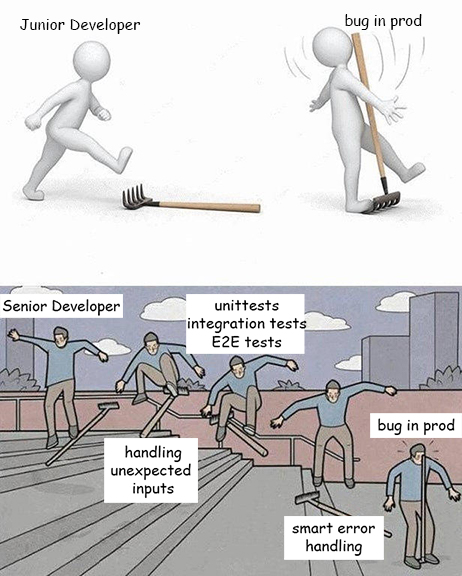 Junior Developer
bug in prod
Senior Developer
unittests
integration tests
E2E tests
handling
unexpected
inputs
bug in prod
smart error
handling